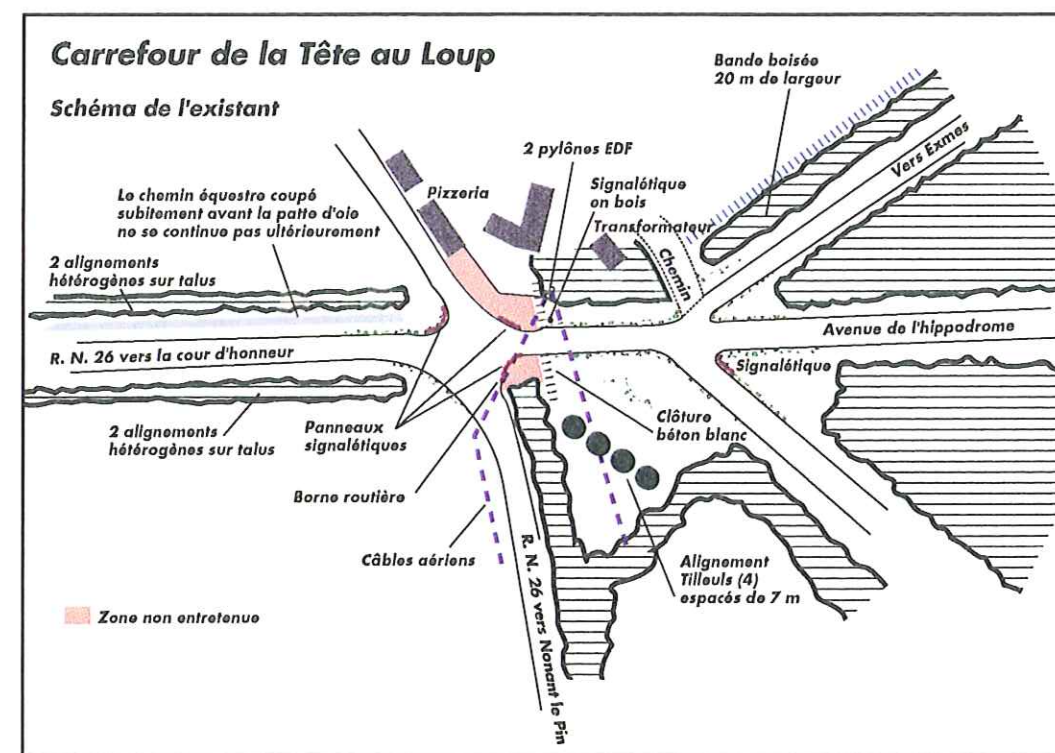 Carrefour de la Tête au Loup
Schéma de l'existant
Bande boisée
20 m de largeur
2 pylônes EDF
Vers Exmes
Le chemin équestre coupé
subitement avant la patte d'oie
ne se continue pas ultérieurement
Pizzeria
Signalétique
en bois
Transformateur
Chemin
2 alignements
hétérogènes sur talus
Avenue de l'hippodrome
R. N. 26 vers la cour d'honneur
Signalétique
2 alignements
hétérogènes sur talus
Panneaux
signalétiques
Clôture
béton blanc
Borne routière
Câbles aériens
R. N. 26 vers Nonant le Pin
Alignement
Tilleuls (4)
espacés de 7 m
Zone non entretenue